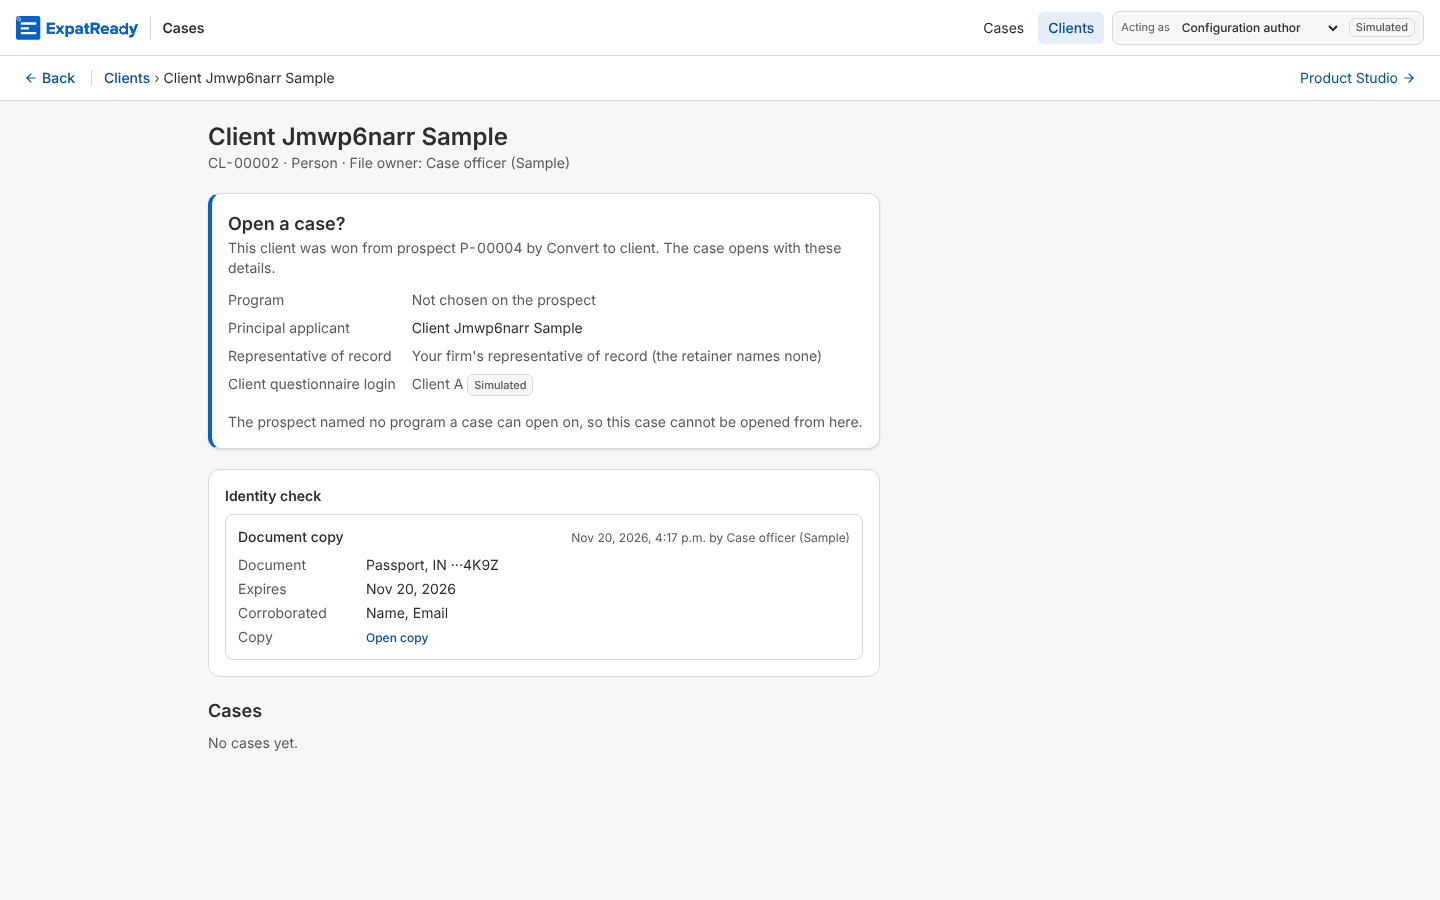 ExpatReady
Cases
Cases
Clients
Acting as
Configuration author
Simulated
← Back
Clients › Client Jmwp6narr Sample
Product Studio →
Client Jmwp6narr Sample
CL-00002 · Person · File owner: Case officer (Sample)
Open a case?
This client was won from prospect P-00004 by Convert to client. The case opens with these
details.
Program Not chosen on the prospect
Principal applicant Client Jmwp6narr Sample
Representative of record Your firm's representative of record (the retainer names none)
Client questionnaire login Client A Simulated
The prospect named no program a case can open on, so this case cannot be opened from here.
Identity check
Document copy Nov 20, 2026, 4:17 p.m. by Case officer (Sample)
Document Passport, IN ···4K9Z
Expires Nov 20, 2026
Corroborated Name, Email
Copy Open copy
Cases
No cases yet.